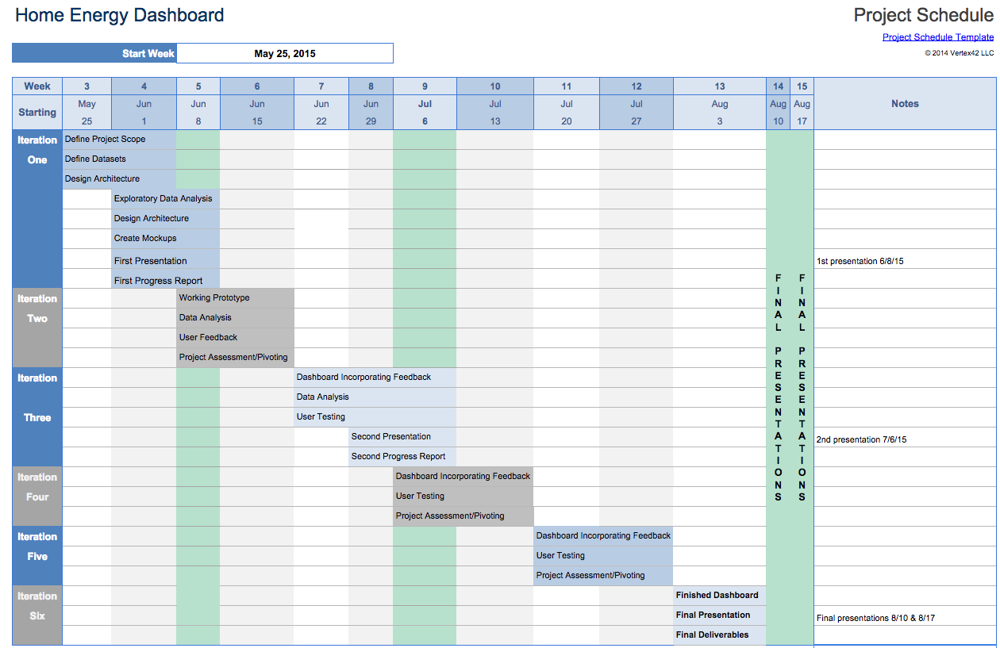 Home Energy Dashboard
Project Schedule
Project Schedule Template
© 2014 Vertex42 LLC
Start Week May 25, 2015
Week 3 4 5 6 7 8 9 10 11 12 13 14 15 Notes
Starting May Jun Jun Jun Jun Jun Jul Jul Jul Jul Aug Aug Aug
25 1 8 15 22 29 6 13 20 27 3 10 17
Iteration Define Project Scope
One Define Datasets
Design Architecture
Exploratory Data Analysis
Design Architecture
Create Mockups
First Presentation 1st presentation 6/8/15
First Progress Report
Iteration Working Prototype
Two Data Analysis
User Feedback
Project Assessment/Pivoting
Iteration Dashboard Incorporating Feedback
Data Analysis
Three User Testing
Second Presentation 2nd presentation 7/6/15
Second Progress Report
Iteration Dashboard Incorporating Feedback
Four User Testing
Project Assessment/Pivoting
Iteration Dashboard Incorporating Feedback
Five User Testing
Project Assessment/Pivoting
Iteration Finished Dashboard
Six Final Presentation Final presentations 8/10 & 8/17
Final Deliverables
FINAL PRESENTATIONS
FINAL PRESENTATIONS